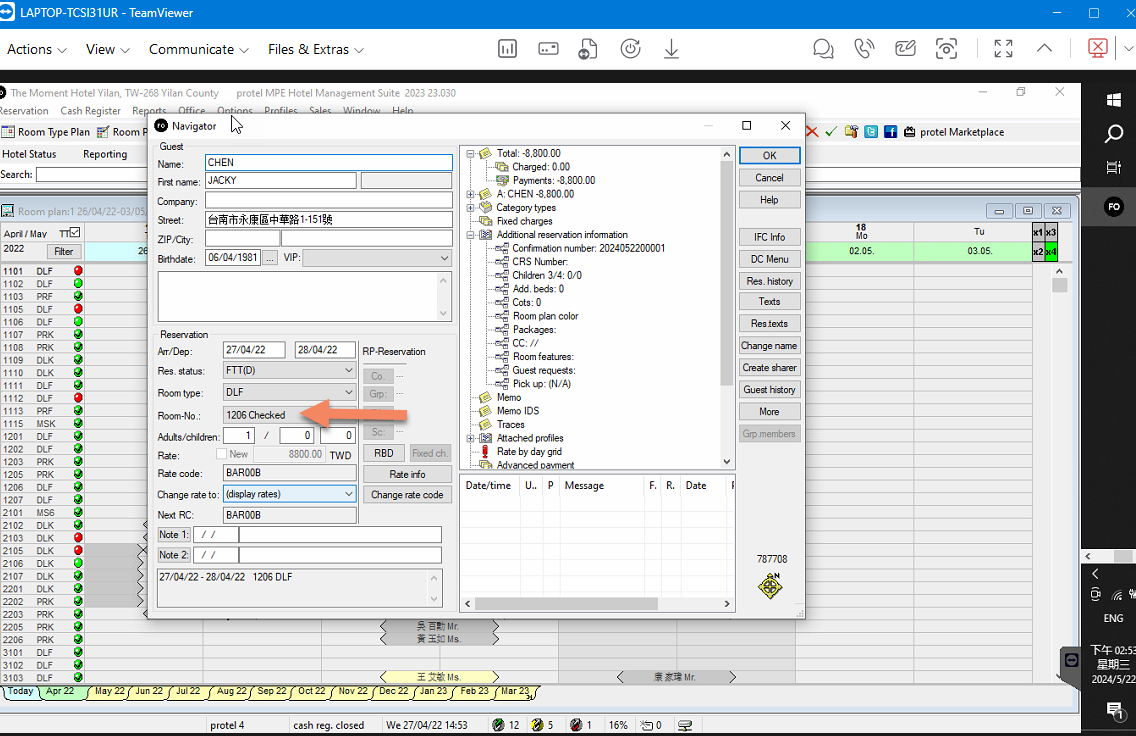 LAPTOP-TCSI31UR - TeamViewer
Actions View Communicate Files & Extras
The Moment Hotel Yilan, TW-268 Yilan County protel MPE Hotel Management Suite 2023 23.030
Reservation Cash Register Reports Office Options Profiles Sales Window Help
Room Type Plan Room P
protel Marketplace
Hotel Status Reporting
Search:
Room plan:1 26/04/22-03/05/
April / May TT
2022 Filter 26
18
Mo Tu
02.05. 03.05.
x1 x3
x2 x4
1101 DLF
1102 DLF
1103 PRF
1105 DLF
1106 DLF
1107 PRK
1108 PRK
1109 DLK
1110 DLK
1111 DLF
1112 DLF
1113 PRF
1115 MSK
1201 DLF
1202 DLF
1203 PRK
1205 PRK
1206 DLF
1207 DLF
2101 MS6
2102 DLK
2103 DLK
2105 DLK
2106 DLK
2107 DLK
2201 DLK
2202 PRK
2203 PRK
2205 PRK
2206 PRK
3101 DLF
3102 DLF
3103 DLF
Navigator
Guest
Name: CHEN
First name: JACKY
Company:
Street: 台南市永康區中華路1-151號
ZIP/City:
Birthdate: 06/04/1981 ... VIP:
Reservation
Arr/Dep: 27/04/22 28/04/22 RP-Reservation
Res. status: FTT(D) Co. ...
Room type: DLF Grp: ...
Room-No.: 1206 Checked
Adults/children: 1 / 0 0 Sc: ...
Rate: New 8800.00 TWD RBD Fixed ch.
Rate code: BAR00B Rate info
Change rate to: (display rates) Change rate code
Next RC: BAR00B
Note 1: / /
Note 2: / /
27/04/22 - 28/04/22 1206 DLF
Total: -8,800.00
Charged: 0.00
Payments: -8,800.00
A: CHEN -8,800.00
Category types
Fixed charges
Additional reservation information
Confirmation number: 2024052200001
CRS Number:
Children 3/4: 0/0
Add. beds: 0
Cots: 0
Room plan color
Packages:
CC: //
Room features:
Guest requests:
Pick up: (N/A)
Memo
Memo IDS
Traces
Attached profiles
Rate by day grid
Advanced payment
Date/time U.. P Message F. R. Date
OK
Cancel
Help
IFC Info
DC Menu
Res. history
Texts
Res.texts
Change name
Create sharer
Guest history
More
Grp.members
787708
N
吳 百勳 Mr.
黃 玉如 Ms.
王 艾敏 Ms. 康 家瑋 Mr.
Today Apr 22 May 22 Jun 22 Jul 22 Aug 22 Sep 22 Oct 22 Nov 22 Dec 22 Jan 23 Feb 23 Mar 23
protel 4 cash reg. closed We 27/04/22 14:53 12 5 1 16% 0
FO
ENG
下午 02:53
星期三
2024/5/22
1